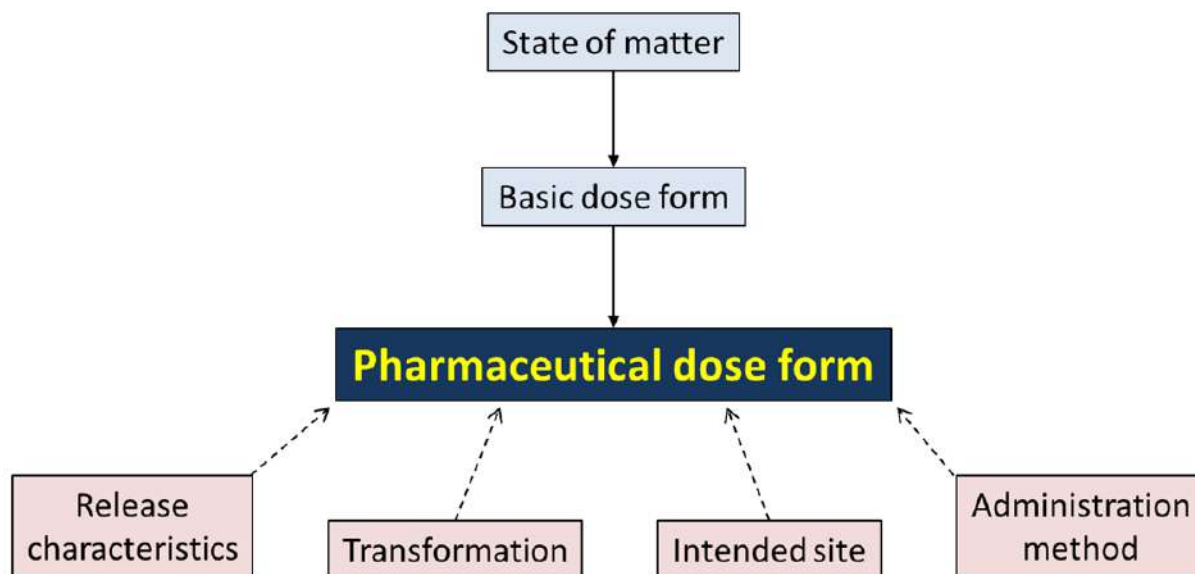 State of matter
Basic dose form
Pharmaceutical dose form
Release
characteristics
Transformation
Intended site
Administration
method